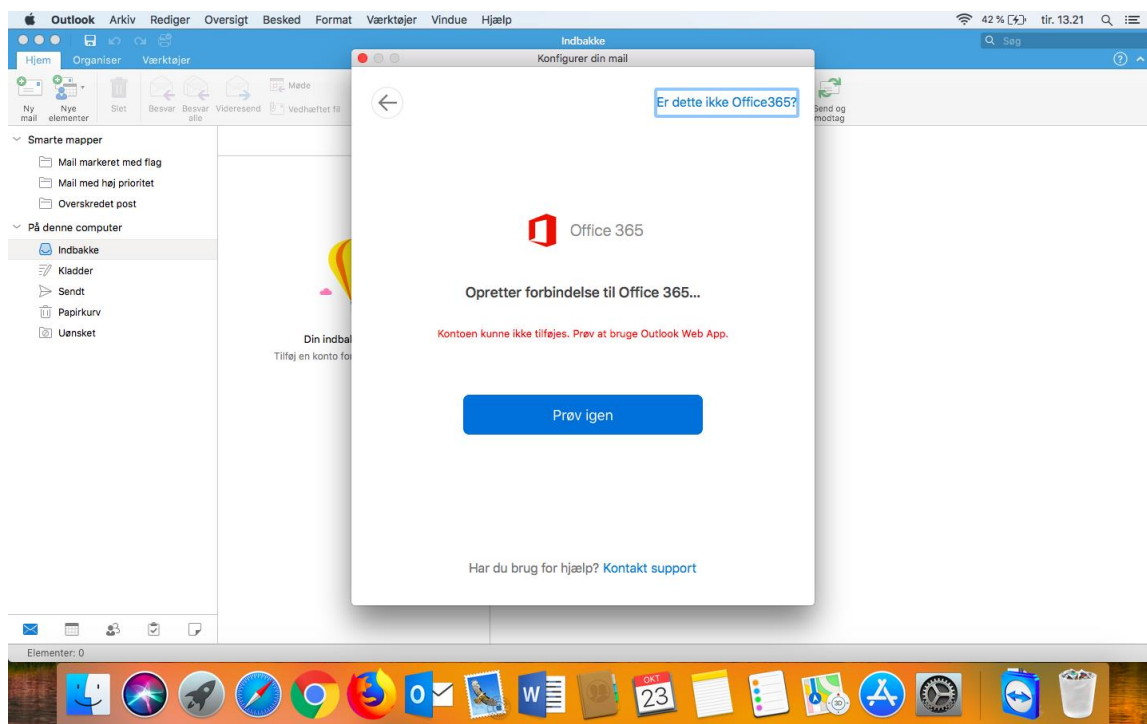 Outlook Arkiv Rediger Oversigt Besked Format Værktøjer Vindue Hjælp 42 % tir. 13.21
Indbakke
Søg
Hjem Organiser Værktøjer
Konfigurer din mail
Ny mail
Nye elementer
Slet
Besvar
Besvar alle
Videresend
Møde
Vedhæftet fil
Send og
modtag
Smarte mapper
Mail markeret med flag
Mail med høj prioritet
Overskredet post
På denne computer
Indbakke
Kladder
Sendt
Papirkurv
Uønsket
Din indbak
Tilføj en konto for
Er dette ikke Office365?
Office 365
Opretter forbindelse til Office 365...
Kontoen kunne ikke tilføjes. Prøv at bruge Outlook Web App.
Prøv igen
Har du brug for hjælp? Kontakt support
Elementer: 0
OKT
23
3D